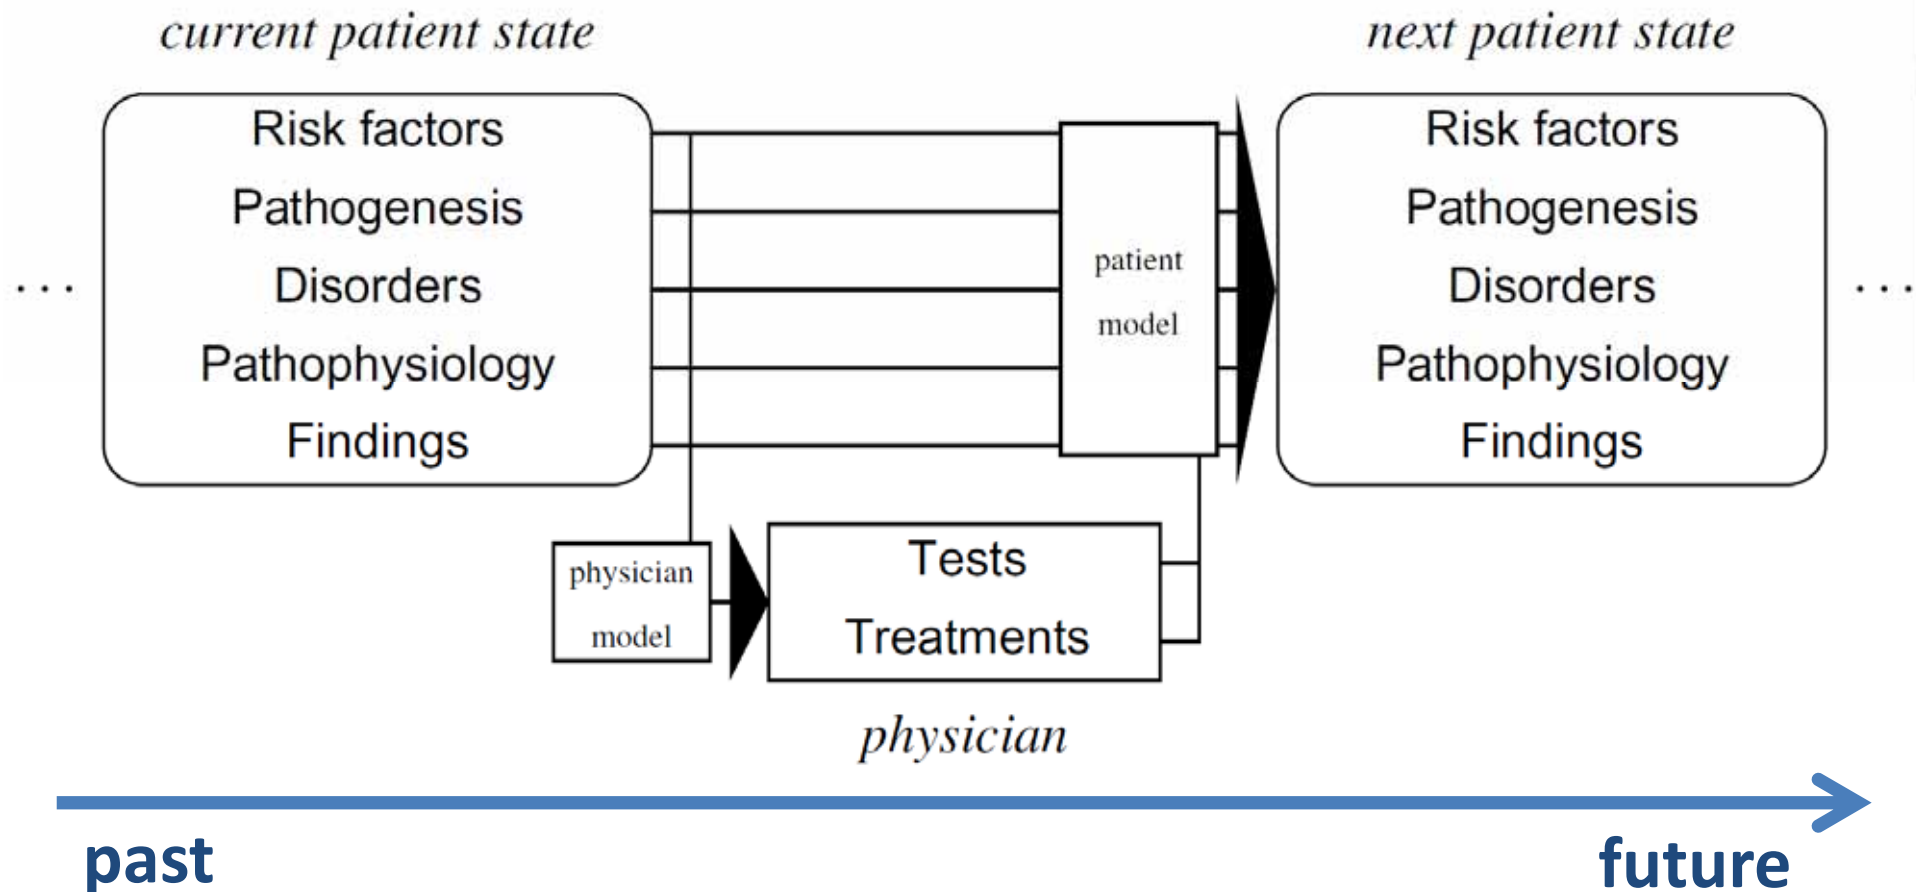 current patient state
next patient state
Risk factors
Pathogenesis
Disorders
Pathophysiology
Findings
. . .
patient
model
Risk factors
Pathogenesis
Disorders
Pathophysiology
Findings
. . .
physician
model
Tests
Treatments
physician
past
future